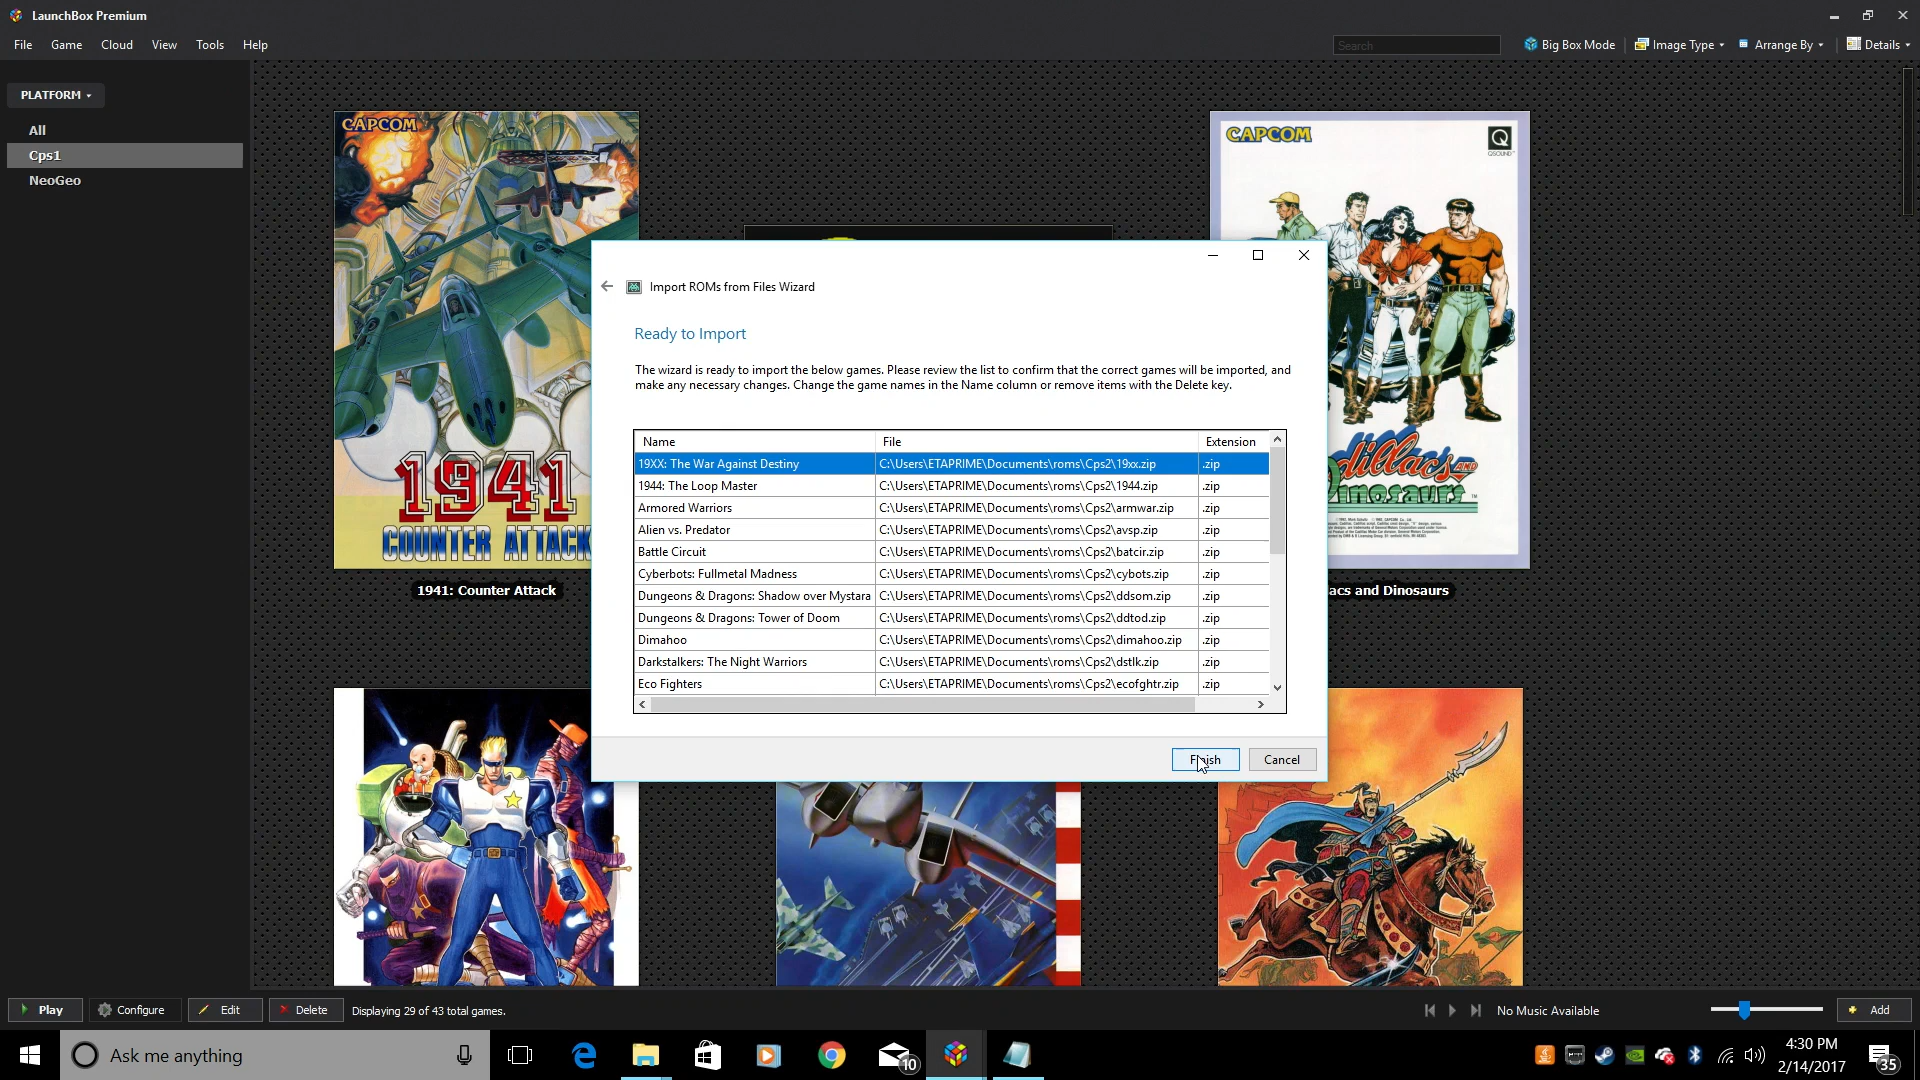 LaunchBox Premium
File Game Cloud View Tools Help
Search
Big Box Mode
Image Type
Arrange By
Details
PLATFORM
All
Cps1
NeoGeo
CAPCOM
1941
COUNTER ATTACK
1941: Counter Attack
CAPCOM
Q
QSOUND
dillacs AND
inosaurs
acs and Dinosaurs
Import ROMs from Files Wizard
Ready to Import
The wizard is ready to import the below games. Please review the list to confirm that the correct games will be imported, and
make any necessary changes. Change the game names in the Name column or remove items with the Delete key.
Name File Extension
19XX: The War Against Destiny C:\Users\ETAPRIME\Documents\roms\Cps2\19xx.zip .zip
1944: The Loop Master C:\Users\ETAPRIME\Documents\roms\Cps2\1944.zip .zip
Armored Warriors C:\Users\ETAPRIME\Documents\roms\Cps2\armwar.zip .zip
Alien vs. Predator C:\Users\ETAPRIME\Documents\roms\Cps2\avsp.zip .zip
Battle Circuit C:\Users\ETAPRIME\Documents\roms\Cps2\batcir.zip .zip
Cyberbots: Fullmetal Madness C:\Users\ETAPRIME\Documents\roms\Cps2\cybots.zip .zip
Dungeons & Dragons: Shadow over Mystara C:\Users\ETAPRIME\Documents\roms\Cps2\ddsom.zip .zip
Dungeons & Dragons: Tower of Doom C:\Users\ETAPRIME\Documents\roms\Cps2\ddtod.zip .zip
Dimahoo C:\Users\ETAPRIME\Documents\roms\Cps2\dimahoo.zip .zip
Darkstalkers: The Night Warriors C:\Users\ETAPRIME\Documents\roms\Cps2\dstlk.zip .zip
Eco Fighters C:\Users\ETAPRIME\Documents\roms\Cps2\ecofghtr.zip .zip
Finish
Cancel
Play
Configure
Edit
Delete
Displaying 29 of 43 total games.
No Music Available
Add
Ask me anything
10
4:30 PM
2/14/2017
35